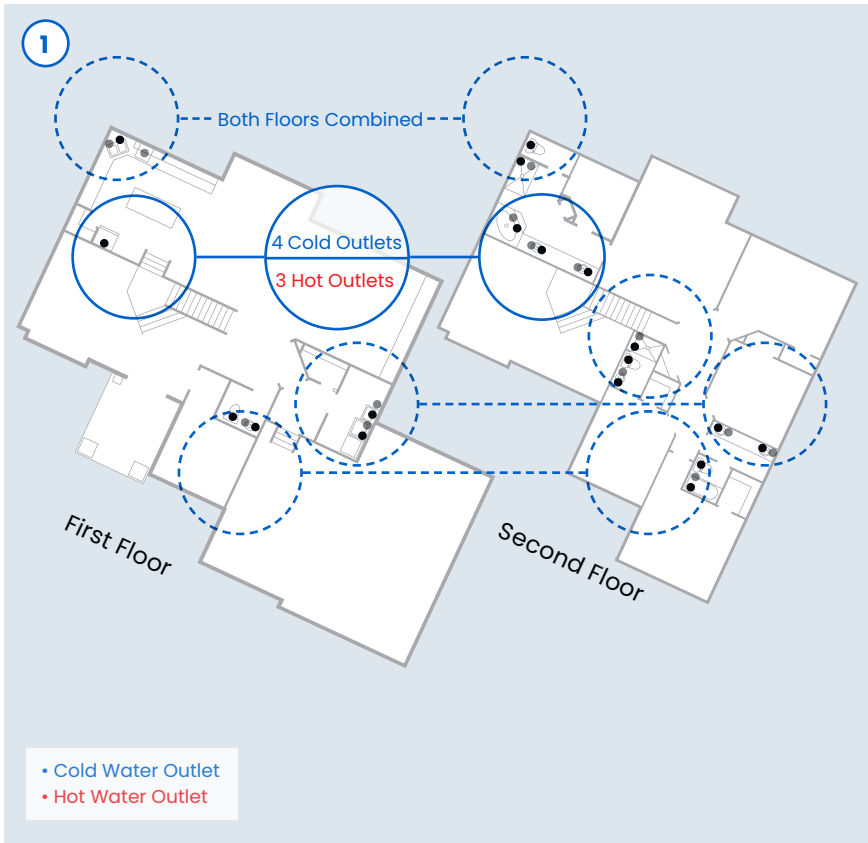 1
Both Floors Combined
4 Cold Outlets
3 Hot Outlets
First Floor
Second Floor
• Cold Water Outlet
• Hot Water Outlet